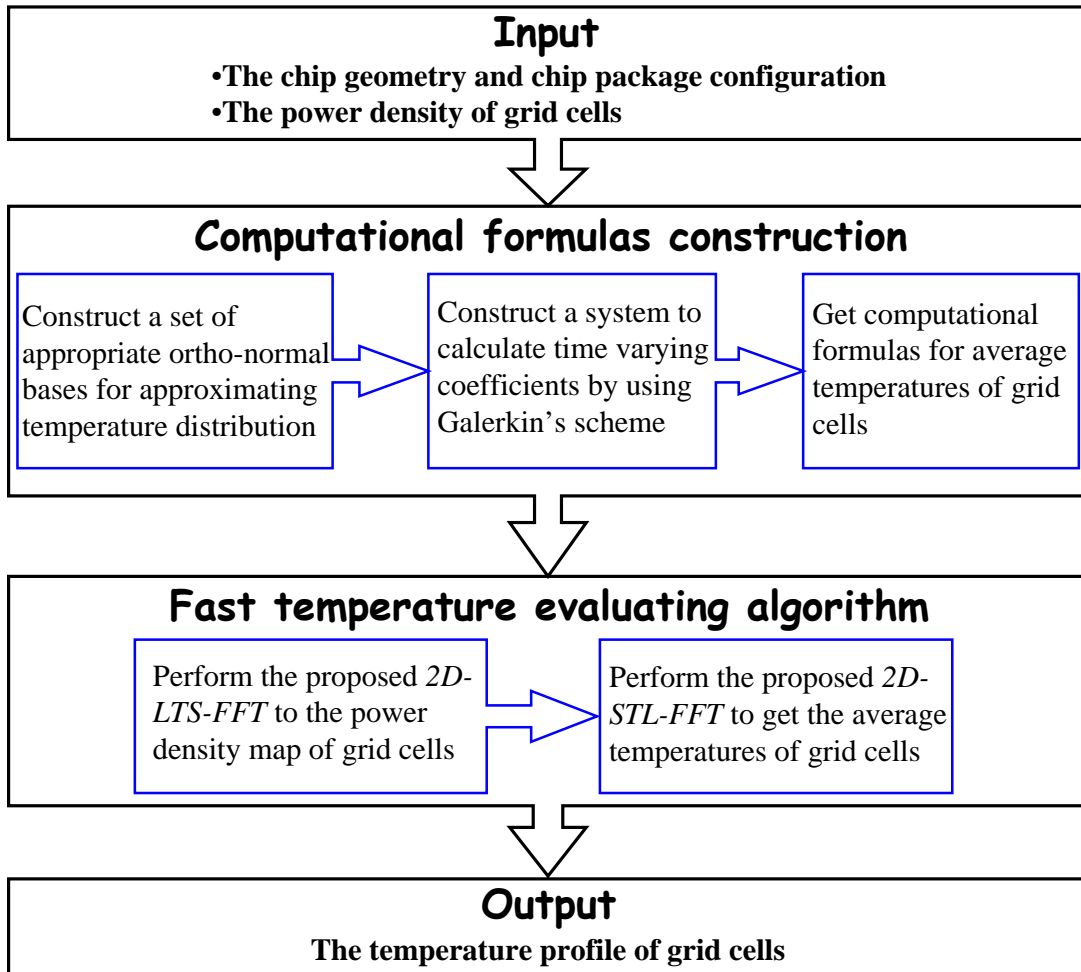 Input
•The chip geometry and chip package configuration
•The power density of grid cells
Computational formulas construction
Construct a set of
appropriate ortho-normal
bases for approximating
temperature distribution
Construct a system to
calculate time varying
coefficients by using
Galerkin’s scheme
Get computational
formulas for average
temperatures of grid
cells
Fast temperature evaluating algorithm
Perform the proposed 2D-
LTS-FFT to the power
density map of grid cells
Perform the proposed 2D-
STL-FFT to get the average
temperatures of grid cells
Output
The temperature profile of grid cells